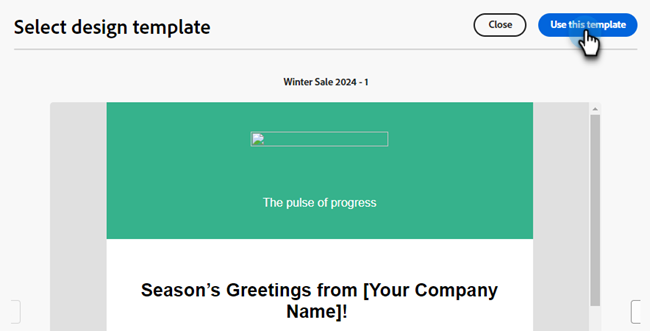 Select design template
Close
Use this template
Winter Sale 2024 - 1
The pulse of progress
Season’s Greetings from [Your Company
Name]!